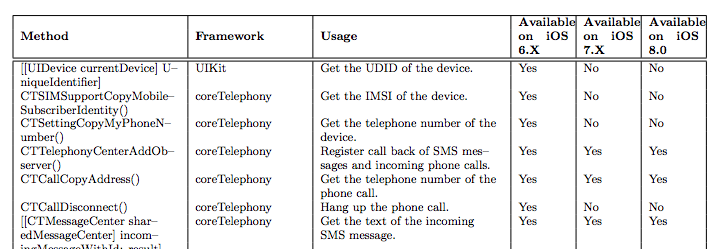 Method Framework Usage Available on iOS 6.X Available on iOS 7.X Available on iOS 8.0
[[UIDevice currentDevice] U– UIKit Get the UDID of the device. Yes No No
niqueIdentifier]
CTSIMSupportCopyMobile– coreTelephony Get the IMSI of the device. Yes No No
SubscriberIdentity()
CTSettingCopyMyPhoneN– coreTelephony Get the telephone number of the Yes No No
umber() device.
CTTelephonyCenterAddOb– coreTelephony Register call back of SMS mes– Yes Yes Yes
server() sages and incoming phone calls.
CTCallCopyAddress() coreTelephony Get the telephone number of the Yes Yes Yes
phone call.
CTCallDisconnect() coreTelephony Hang up the phone call. Yes No No
[[CTMessageCenter shar– coreTelephony Get the text of the incoming Yes Yes Yes
edMessageCenter] incom– SMS message.
ingMessageWithId: result]